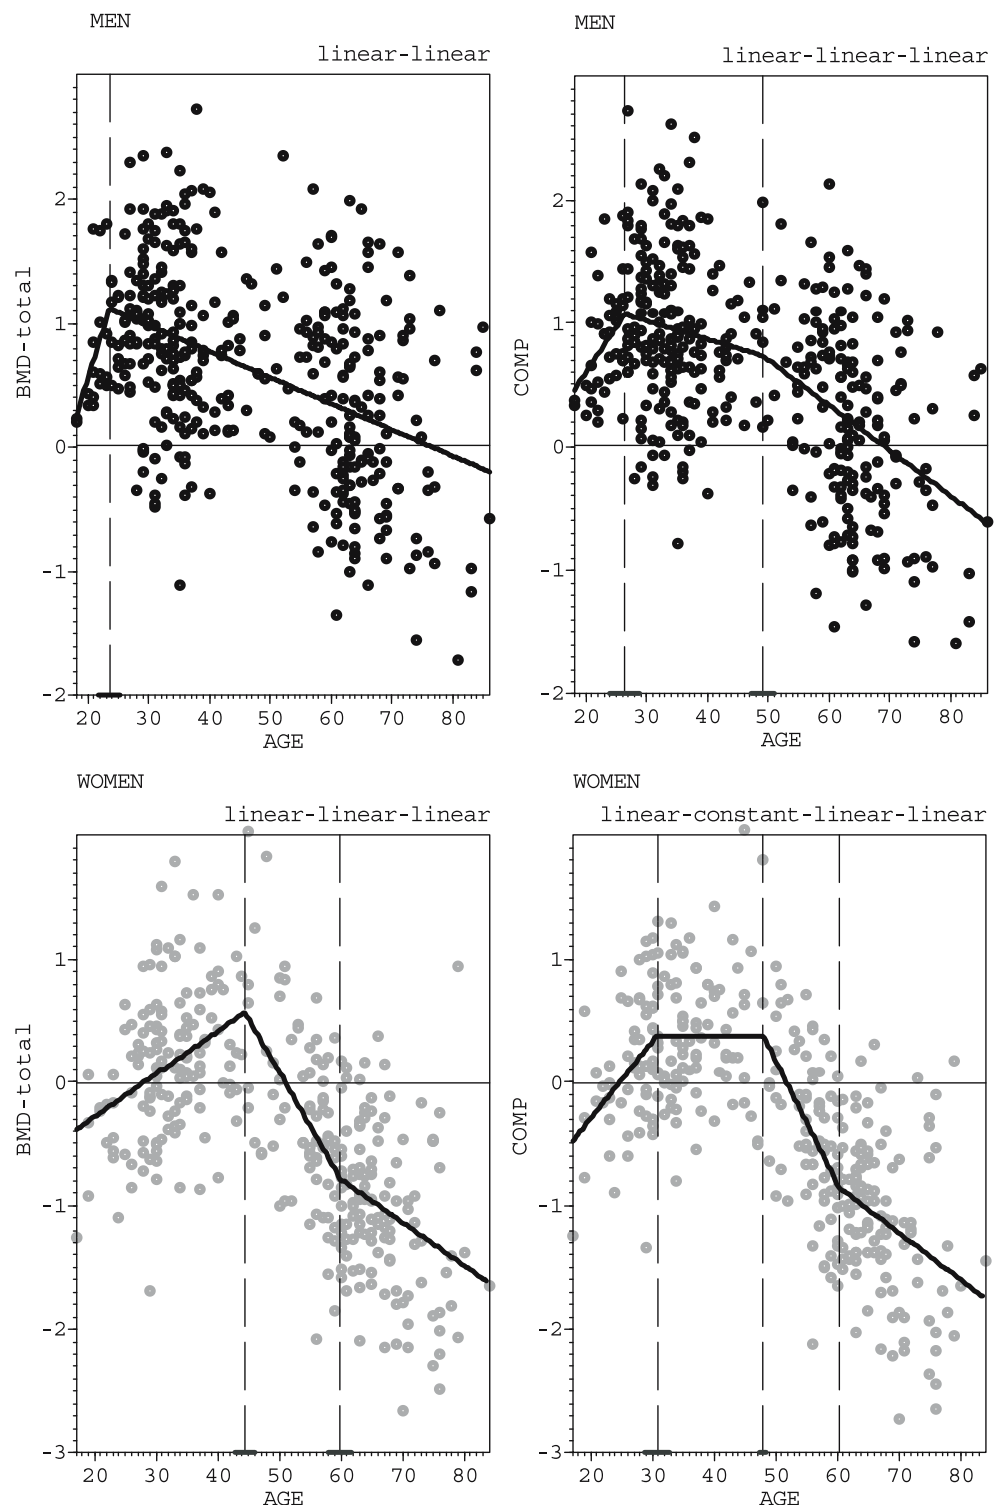 MEN
linear-linear
BMD-total
2
1
0
-1
-2
20 30 40 50 60 70 80
AGE
MEN
linear-linear-linear
COMP
2
1
0
-1
-2
20 30 40 50 60 70 80
AGE
WOMEN
linear-linear-linear
BMD-total
1
0
-1
-2
-3
20 30 40 50 60 70 80
AGE
WOMEN
linear-constant-linear-linear
COMP
1
0
-1
-2
-3
20 30 40 50 60 70 80
AGE